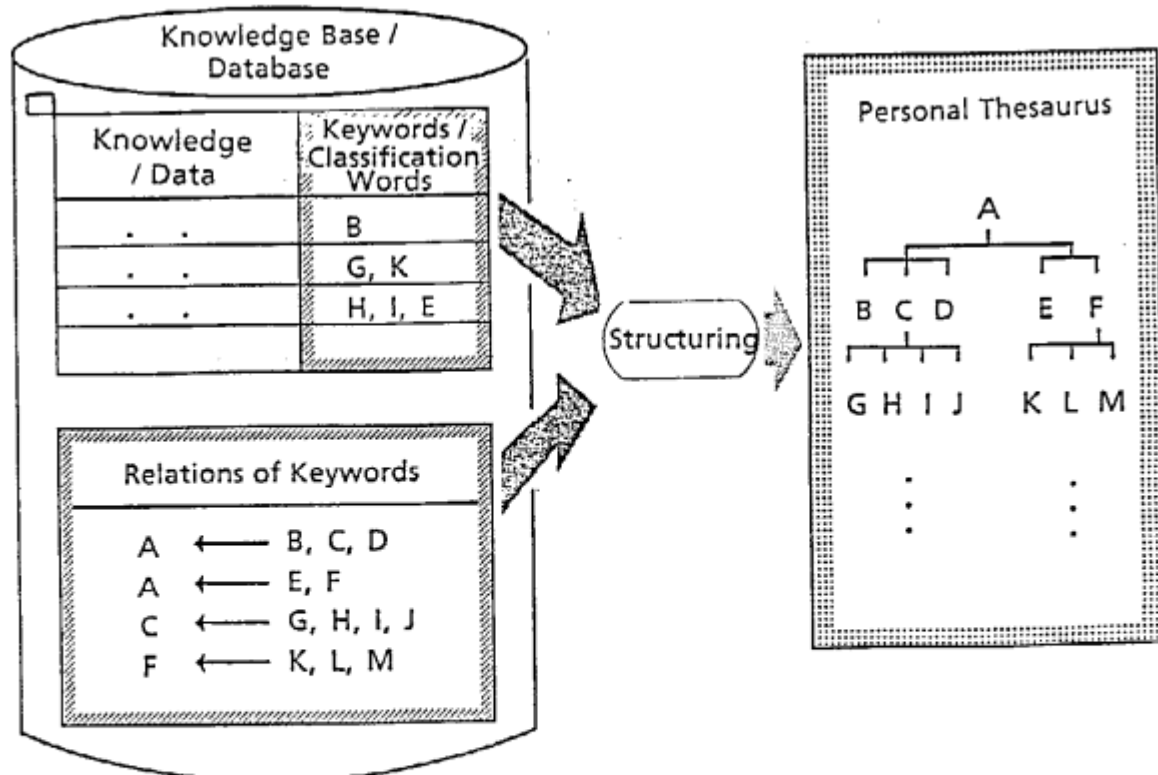 Knowledge Base /
Database
Knowledge
/ Data
Keywords /
Classification
Words
. . B
. . G, K
. . H, I, E
Relations of Keywords
A ← B, C, D
A ← E, F
C ← G, H, I, J
F ← K, L, M
Structuring
Personal Thesaurus
A
B C D E F
G H I J K L M